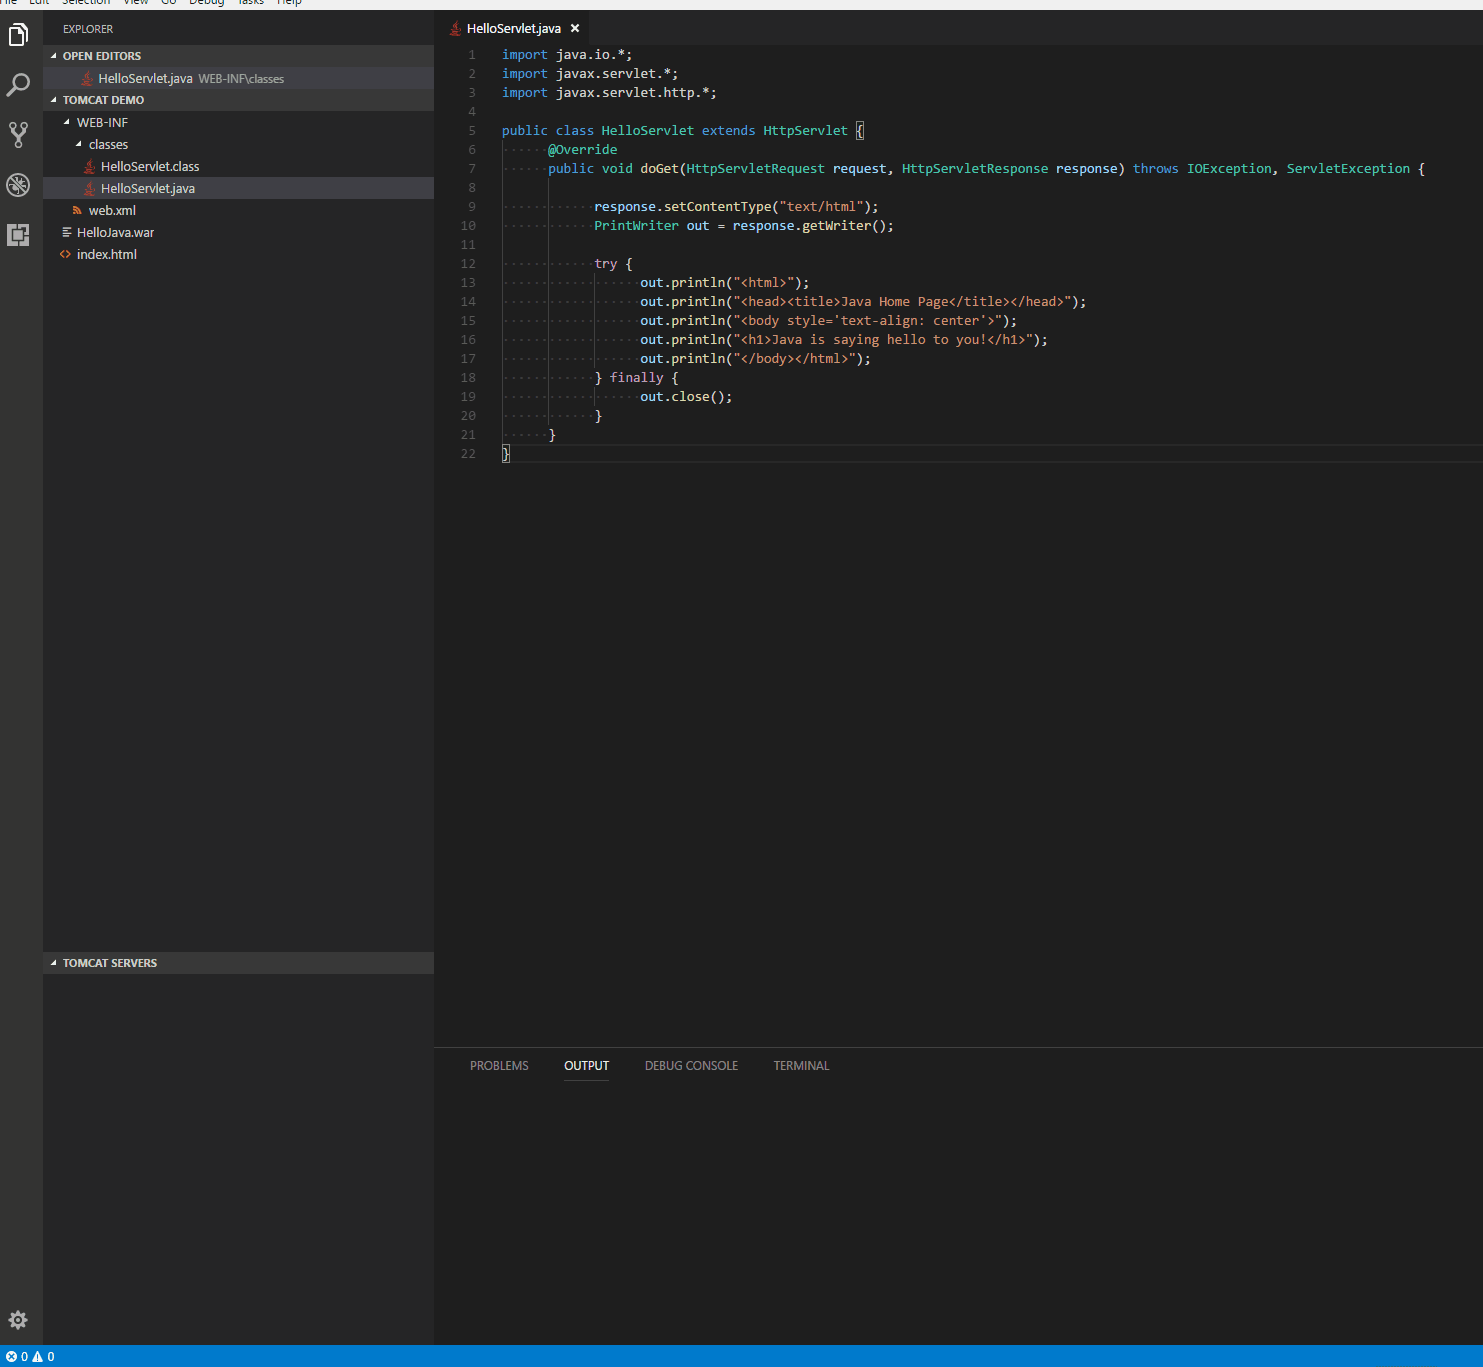 File Edit Selection View Go Debug Tasks Help
EXPLORER
OPEN EDITORS
HelloServlet.java WEB-INF\classes
TOMCAT DEMO
WEB-INF
classes
HelloServlet.class
HelloServlet.java
web.xml
HelloJava.war
index.html
TOMCAT SERVERS
HelloServlet.java
1 import java.io.*;
2 import javax.servlet.*;
3 import javax.servlet.http.*;
4
5 public class HelloServlet extends HttpServlet {
6 @Override
7 public void doGet(HttpServletRequest request, HttpServletResponse response) throws IOException, ServletException {
8
9 response.setContentType("text/html");
10 PrintWriter out = response.getWriter();
11
12 try {
13 out.println("<html>");
14 out.println("<head><title>Java Home Page</title></head>");
15 out.println("<body style='text-align: center'>");
16 out.println("<h1>Java is saying hello to you!</h1>");
17 out.println("</body></html>");
18 } finally {
19 out.close();
20 }
21 }
22 }
PROBLEMS OUTPUT DEBUG CONSOLE TERMINAL
0 0